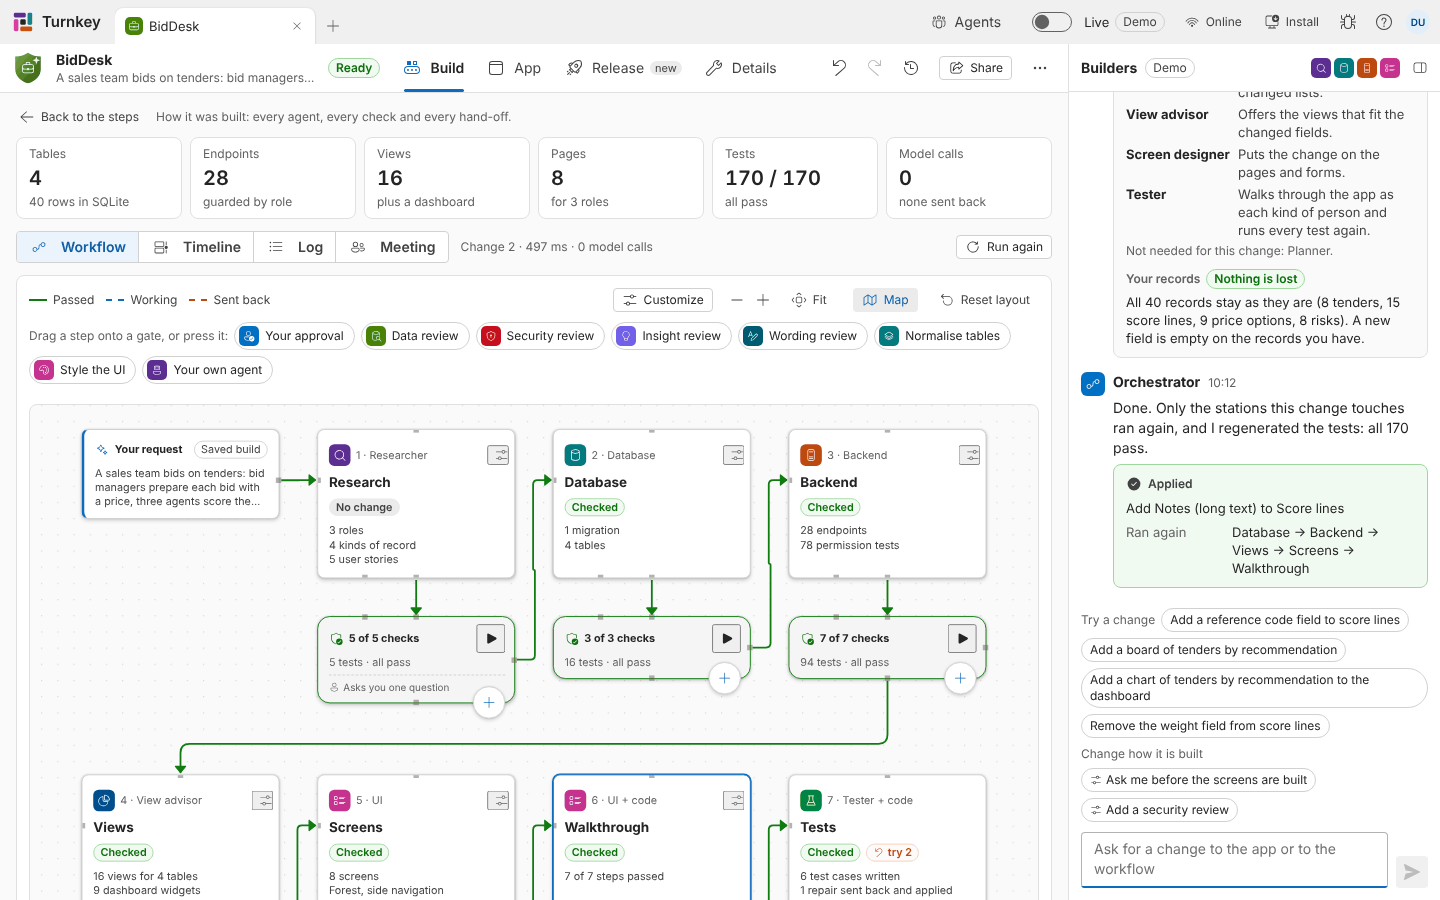 Turnkey
BidDesk
Agents
Live
Demo
Online
Install
DU
BidDesk
A sales team bids on tenders: bid managers...
Ready
Build
App
Release
new
Details
Share
Back to the steps
How it was built: every agent, every check and every hand-off.
Tables
4
40 rows in SQLite
Endpoints
28
guarded by role
Views
16
plus a dashboard
Pages
8
for 3 roles
Tests
170 / 170
all pass
Model calls
0
none sent back
Workflow
Timeline
Log
Meeting
Change 2 · 497 ms · 0 model calls
Run again
Passed
Working
Sent back
Customize
Fit
Map
Reset layout
Drag a step onto a gate, or press it:
Your approval
Data review
Security review
Insight review
Wording review
Normalise tables
Style the UI
Your own agent
Your request
Saved build
A sales team bids on tenders: bid
managers prepare each bid with
a price, three agents score the...
1 · Researcher
Research
No change
3 roles
4 kinds of record
5 user stories
2 · Database
Database
Checked
1 migration
4 tables
3 · Backend
Backend
Checked
28 endpoints
78 permission tests
5 of 5 checks
5 tests · all pass
Asks you one question
3 of 3 checks
16 tests · all pass
7 of 7 checks
94 tests · all pass
4 · View advisor
Views
Checked
16 views for 4 tables
9 dashboard widgets
5 · UI
Screens
Checked
8 screens
Forest, side navigation
6 · UI + code
Walkthrough
Checked
7 of 7 steps passed
7 · Tester + code
Tests
Checked
try 2
6 test cases written
1 repair sent back and applied
Builders
Demo
changed lists.
View advisor
Offers the views that fit the
changed fields.
Screen designer
Puts the change on the
pages and forms.
Tester
Walks through the app as
each kind of person and
runs every test again.
Not needed for this change: Planner.
Your records
Nothing is lost
All 40 records stay as they are (8 tenders, 15
score lines, 9 price options, 8 risks). A new
field is empty on the records you have.
Orchestrator 10:12
Done. Only the stations this change touches
ran again, and I regenerated the tests: all 170
pass.
Applied
Add Notes (long text) to Score lines
Ran again
Database → Backend →
Views → Screens →
Walkthrough
Try a change
Add a reference code field to score lines
Add a board of tenders by recommendation
Add a chart of tenders by recommendation to the
dashboard
Remove the weight field from score lines
Change how it is built
Ask me before the screens are built
Add a security review
Ask for a change to the app or to the
workflow